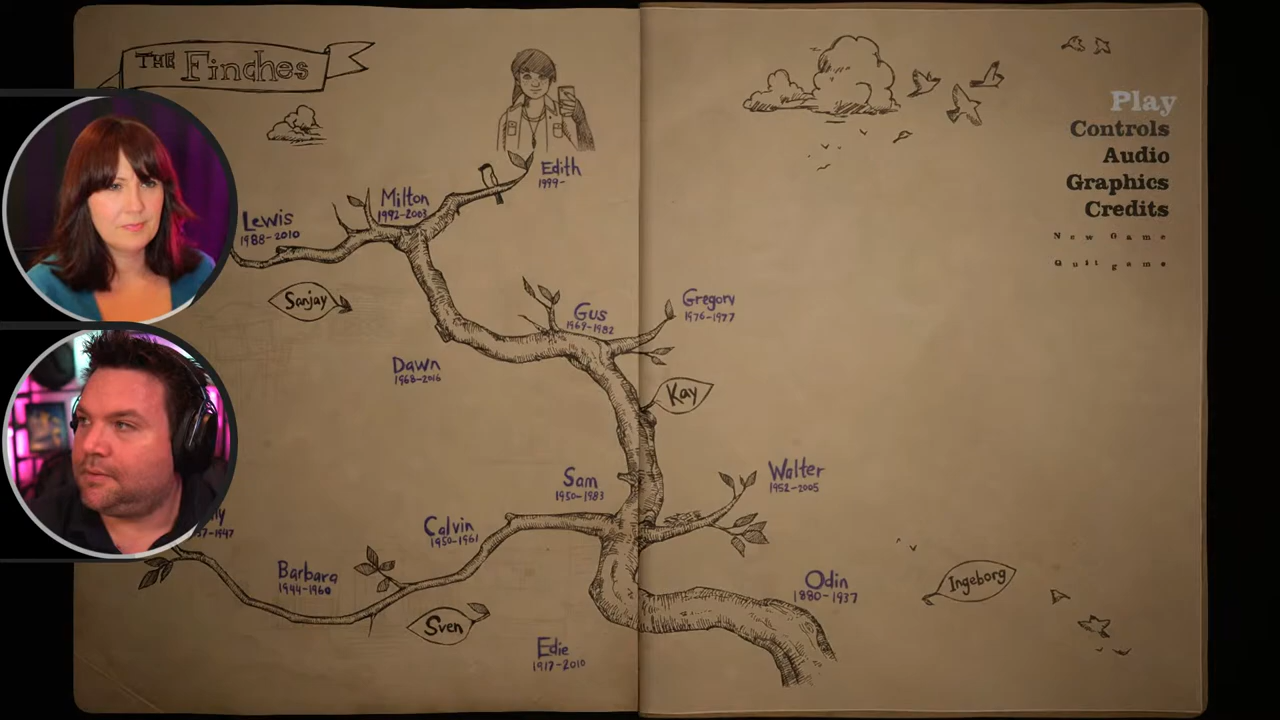 THE Finches
Edith
1999-
Milton
1992-2003
Lewis
1988-2010
Sanjay
Gus
1969-1982
Gregory
1976-1977
Dawn
1968-2016
Kay
Sam
1950-1983
Walter
1952-2005
Calvin
1950-1961
Barbara
1944-1960
Sven
Odin
1880-1937
Ingeborg
Edie
1917-2010
Play
Controls
Audio
Graphics
Credits
New Game
Quit game